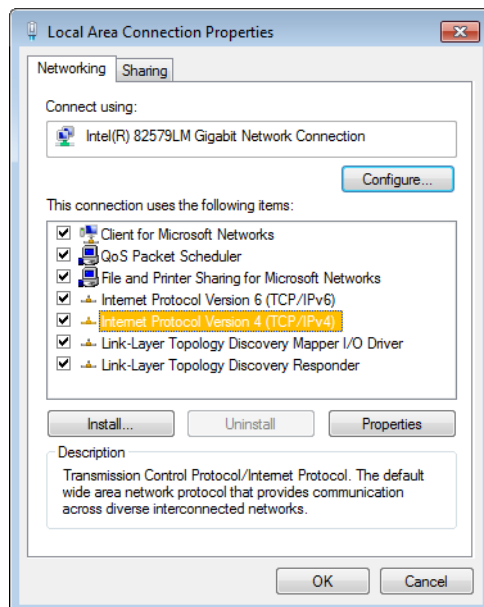 Local Area Connection Properties
Networking
Sharing
Connect using:
Intel(R) 82579LM Gigabit Network Connection
Configure...
This connection uses the following items:
Client for Microsoft Networks
QoS Packet Scheduler
File and Printer Sharing for Microsoft Networks
Internet Protocol Version 6 (TCP/IPv6)
Internet Protocol Version 4 (TCP/IPv4)
Link-Layer Topology Discovery Mapper I/O Driver
Link-Layer Topology Discovery Responder
Install...
Uninstall
Properties
Description
Transmission Control Protocol/Internet Protocol. The default
wide area network protocol that provides communication
across diverse interconnected networks.
OK
Cancel